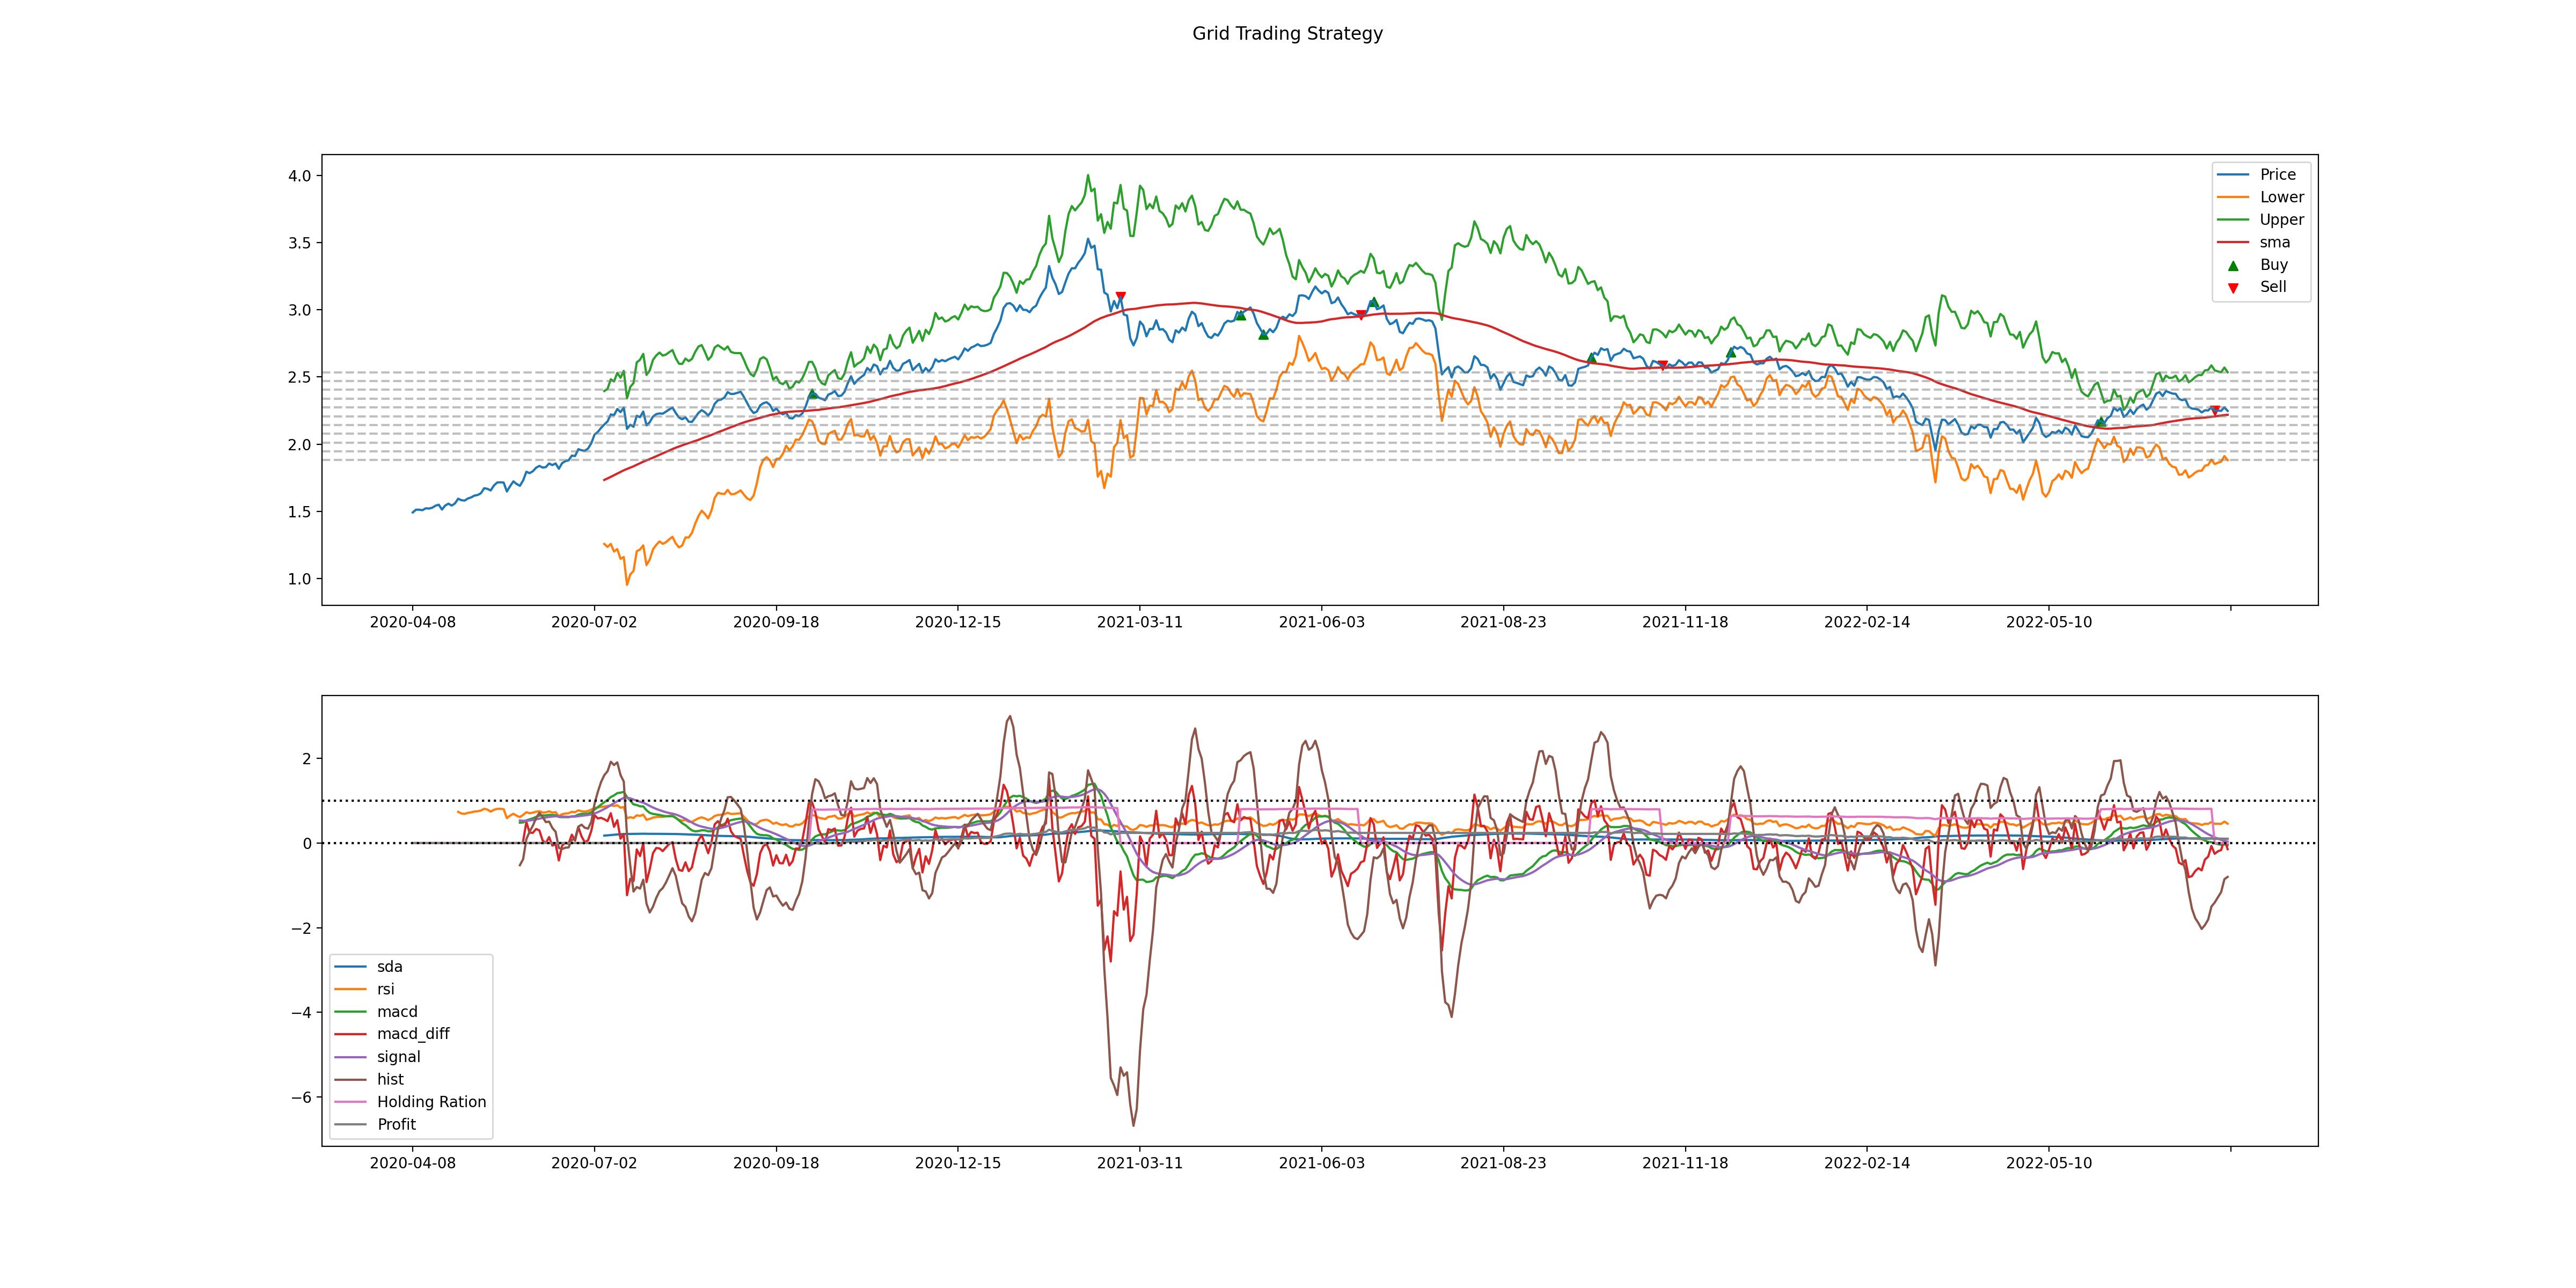 Grid Trading Strategy
4.0
3.5
3.0
2.5
2.0
1.5
1.0
Price
Lower
Upper
sma
Buy
Sell
2020-04-08 2020-07-02 2020-09-18 2020-12-15 2021-03-11 2021-06-03 2021-08-23 2021-11-18 2022-02-14 2022-05-10
2
0
−2
−4
−6
sda
rsi
macd
macd_diff
signal
hist
Holding Ration
Profit
2020-04-08 2020-07-02 2020-09-18 2020-12-15 2021-03-11 2021-06-03 2021-08-23 2021-11-18 2022-02-14 2022-05-10